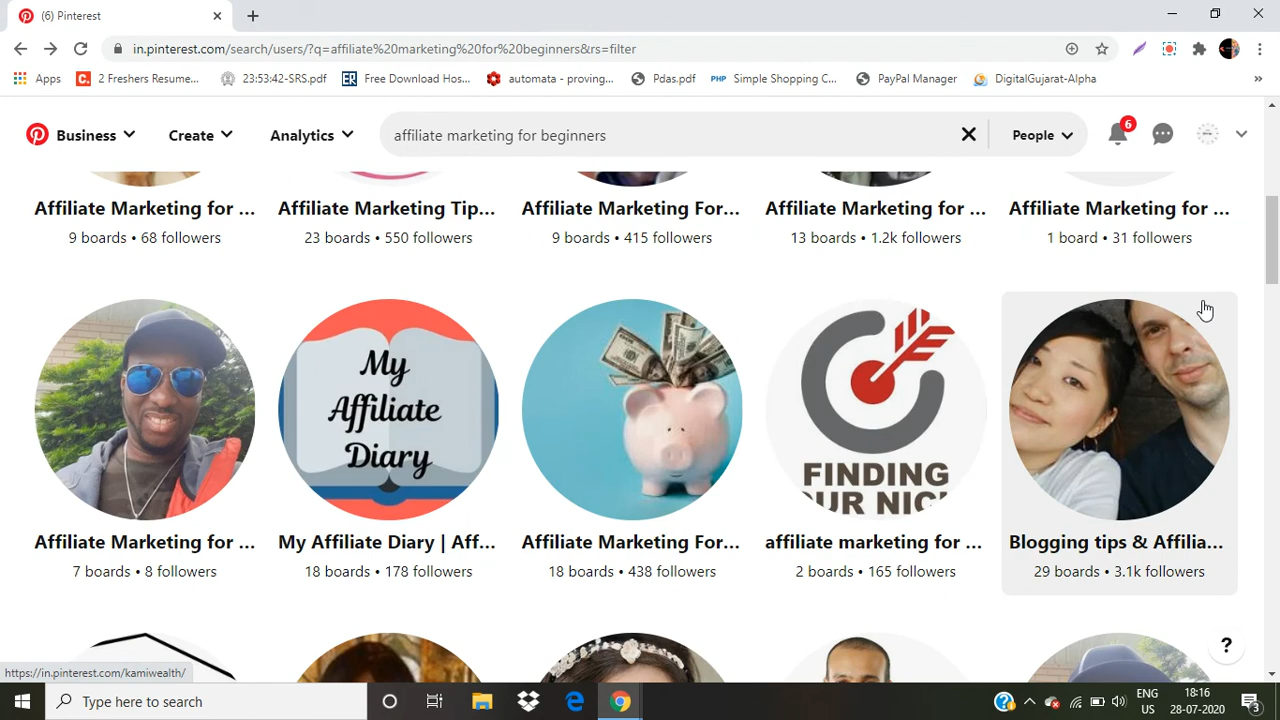 (6) Pinterest
in.pinterest.com/search/users/?q=affiliate%20marketing%20for%20beginners&rs=filter
Apps 2 Freshers Resume... 23:53:42-SRS.pdf Free Download Hos... automata - proving... Pdas.pdf PHP Simple Shopping C... PayPal Manager DigitalGujarat-Alpha »
Business Create Analytics affiliate marketing for beginners People 6
Affiliate Marketing for ... Affiliate Marketing Tip... Affiliate Marketing For... Affiliate Marketing for ... Affiliate Marketing for ...
9 boards • 68 followers 23 boards • 550 followers 9 boards • 415 followers 13 boards • 1.2k followers 1 board • 31 followers
My
Affiliate
Diary
FINDING
OUR NICH
Affiliate Marketing for ... My Affiliate Diary | Aff... Affiliate Marketing For... affiliate marketing for ... Blogging tips & Affilia...
7 boards • 8 followers 18 boards • 178 followers 18 boards • 438 followers 2 boards • 165 followers 29 boards • 3.1k followers
?
https://in.pinterest.com/kamiwealth/
Type here to search
ENG
US
18:16
28-07-2020
3